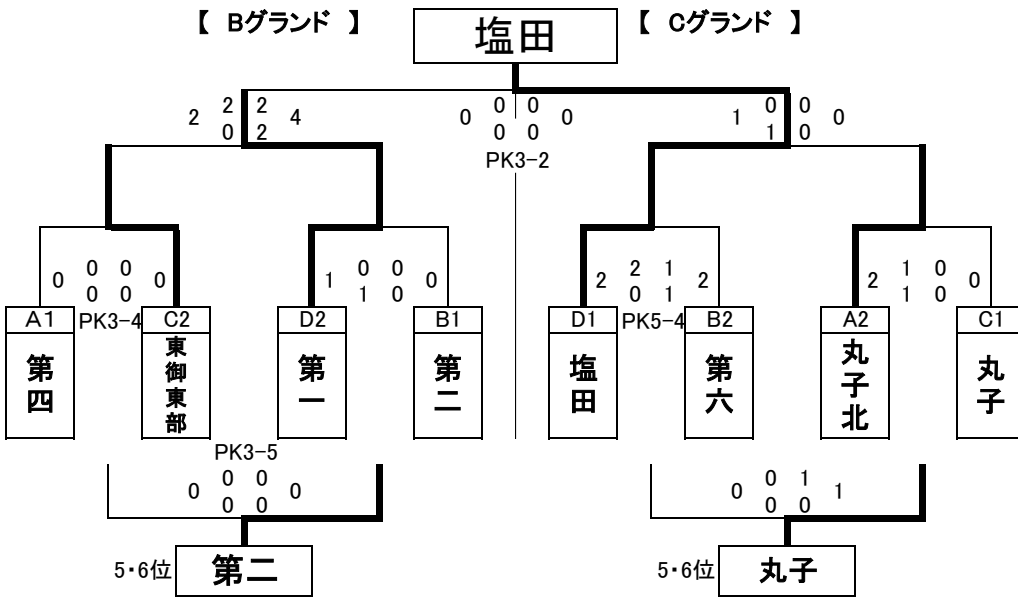 【 Bグランド 】 塩田 【 Cグランド 】
2 2 2 4 0 0 0 0 1 0 0 0
0 2 0 0 1 0
PK3-2
0 0 0 0 1 0 0 0 2 2 1 2 2 1 0 0
0 0 1 0 0 1 1 0
A1 PK3-4 C2 D2 B1 D1 PK5-4 B2 A2 C1
第四 東御東部 第一 第二 塩田 第六 丸子北 丸子
PK3-5
0 0 0 0 0 0 1 1
0 0 0 0
5・6位 第二 5・6位 丸子